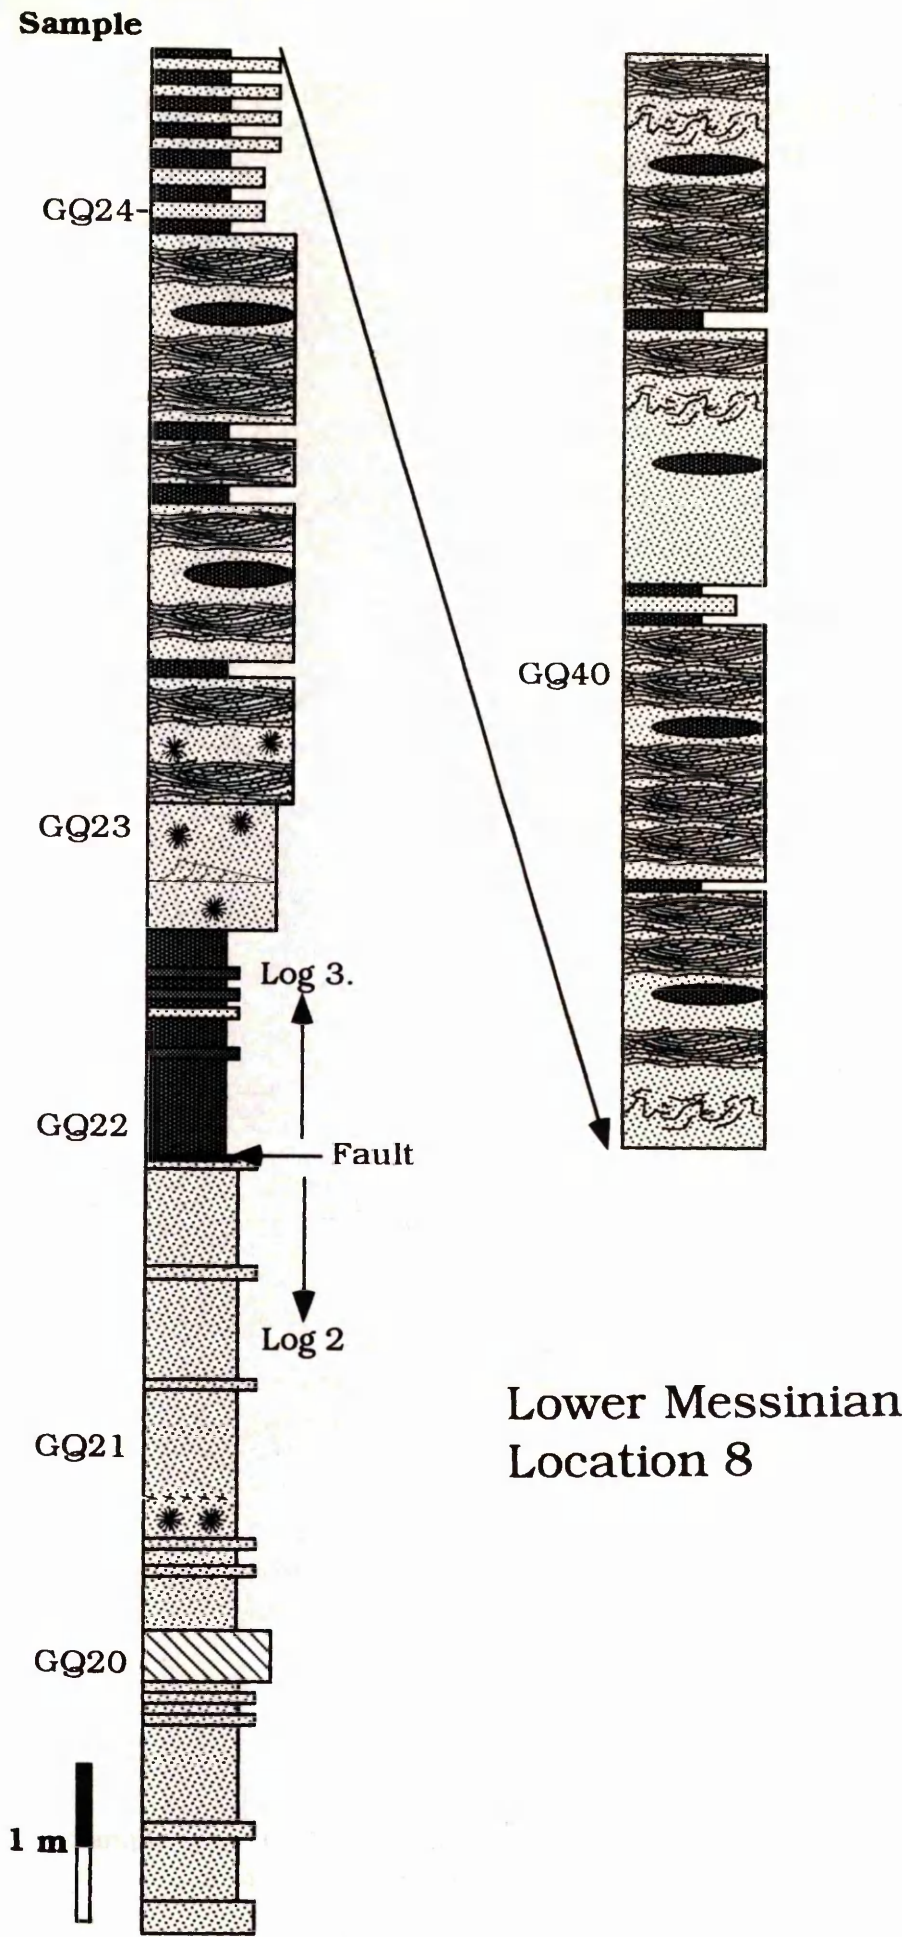 Sample
GQ24
GQ40
GQ23
Log 3.
GQ22
Fault
Log 2
Lower Messinian
Location 8
GQ21
GQ20
1 m